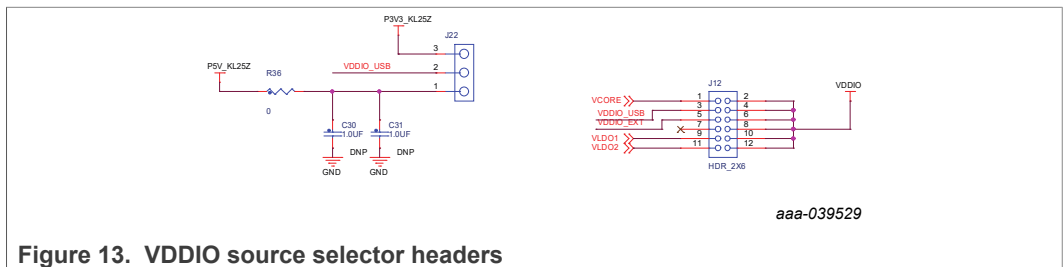 P3V3_KL25Z
J22
3
P5V_KL25Z
R36
VDDIO_USB
2
1
0
C30
1.0UF
C31
1.0UF
DNP
DNP
GND
GND
J12
VDDIO
VCORE
1
2
VDDIO_USB
3
4
VDDIO_EXT
5
6
7
8
VLDO1
9
10
VLDO2
11
12
HDR_2X6
aaa-039529
Figure 13. VDDIO source selector headers